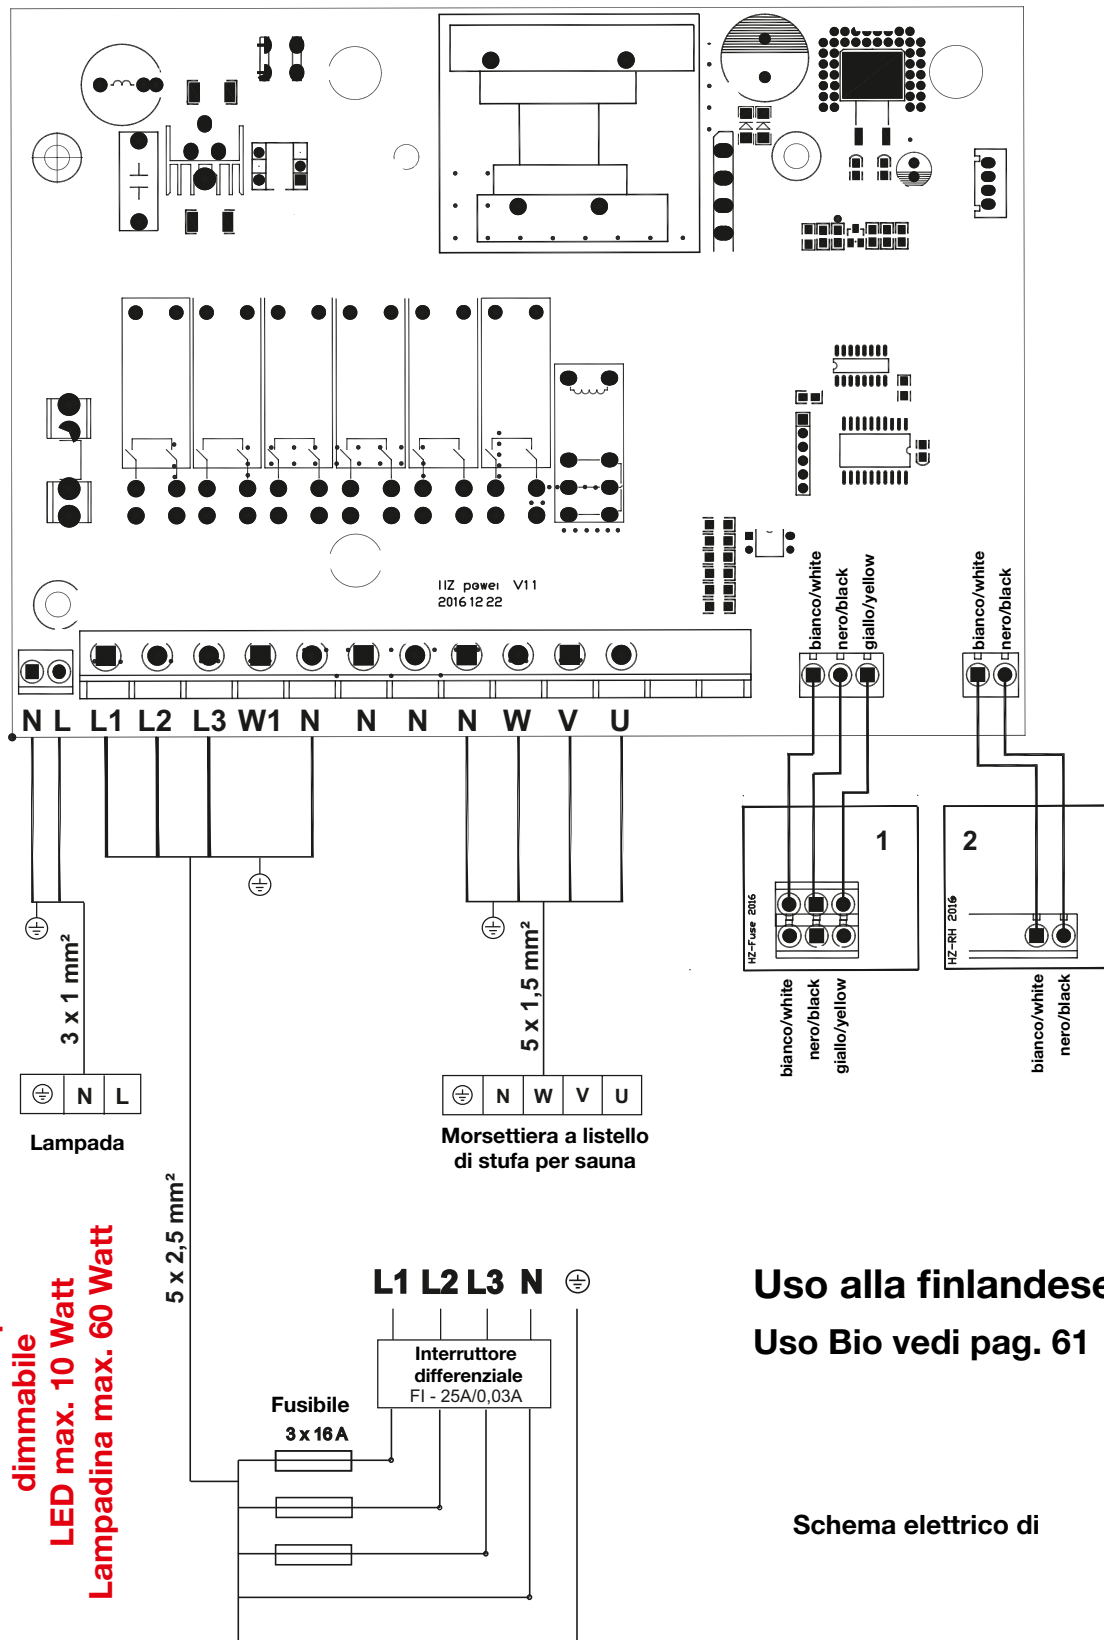 IIZ power V11
2016 12 22
bianco/white
nero/black
giallo/yellow
bianco/white
nero/black
N L L1 L2 L3 W1 N N N N W V U
1
2
HZ-Fuse 2016
HZ-RH 2016
bianco/white
nero/black
giallo/yellow
bianco/white
nero/black
3 x 1 mm²
5 x 1,5 mm²
N L
Lampada
N W V U
Morsettiera a listello
di stufa per sauna
5 x 2,5 mm²
dimmabile
LED max. 10 Watt
Lampadina max. 60 Watt
L1 L2 L3 N
Interruttore
differenziale
FI - 25A/0,03A
Fusibile
3 x 16 A
Uso alla finlandese
Uso Bio vedi pag. 61
Schema elettrico di